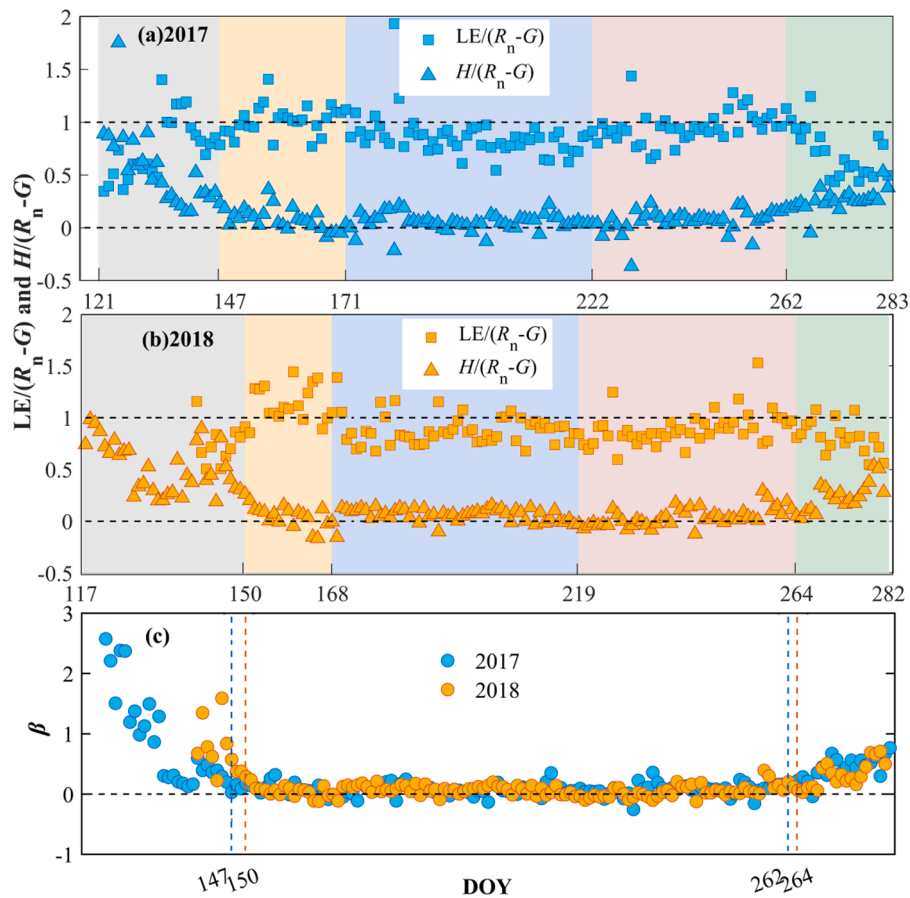 LE/(Rn-G) and H/(Rn-G)
2
1.5
1
0.5
0
-0.5
(a)2017
LE/(Rn-G)
H/(Rn-G)
121 147 171 222 262 283
2
1.5
1
0.5
0
-0.5
(b)2018
LE/(Rn-G)
H/(Rn-G)
117 150 168 219 264 282
β
3
2
1
0
-1
(c)
2017
2018
147 150 262 264
DOY